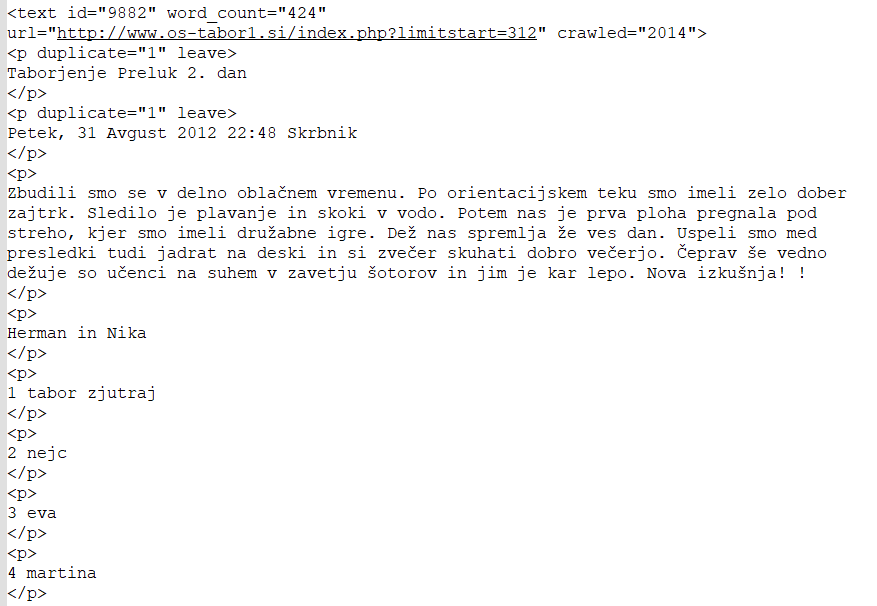 <text id="9882" word_count="424"
url="http://www.os-tabor1.si/index.php?limitstart=312" crawled="2014">
<p duplicate="1" leave>
Taborjenje Preluk 2. dan
</p>
<p duplicate="1" leave>
Petek, 31 Avgust 2012 22:48 Skrbnik
</p>
<p>
Zbudili smo se v delno oblačnem vremenu. Po orientacijskem teku smo imeli zelo dober
zajtrk. Sledilo je plavanje in skoki v vodo. Potem nas je prva ploha pregnala pod
streho, kjer smo imeli družabne igre. Dež nas spremlja že ves dan. Uspeli smo med
presledki tudi jadrat na deski in si zvečer skuhati dobro večerjo. Čeprav še vedno
dežuje so učenci na suhem v zavetju šotorov in jim je kar lepo. Nova izkušnja! !
</p>
<p>
Herman in Nika
</p>
<p>
1 tabor zjutraj
</p>
<p>
2 nejc
</p>
<p>
3 eva
</p>
<p>
4 martina
</p>